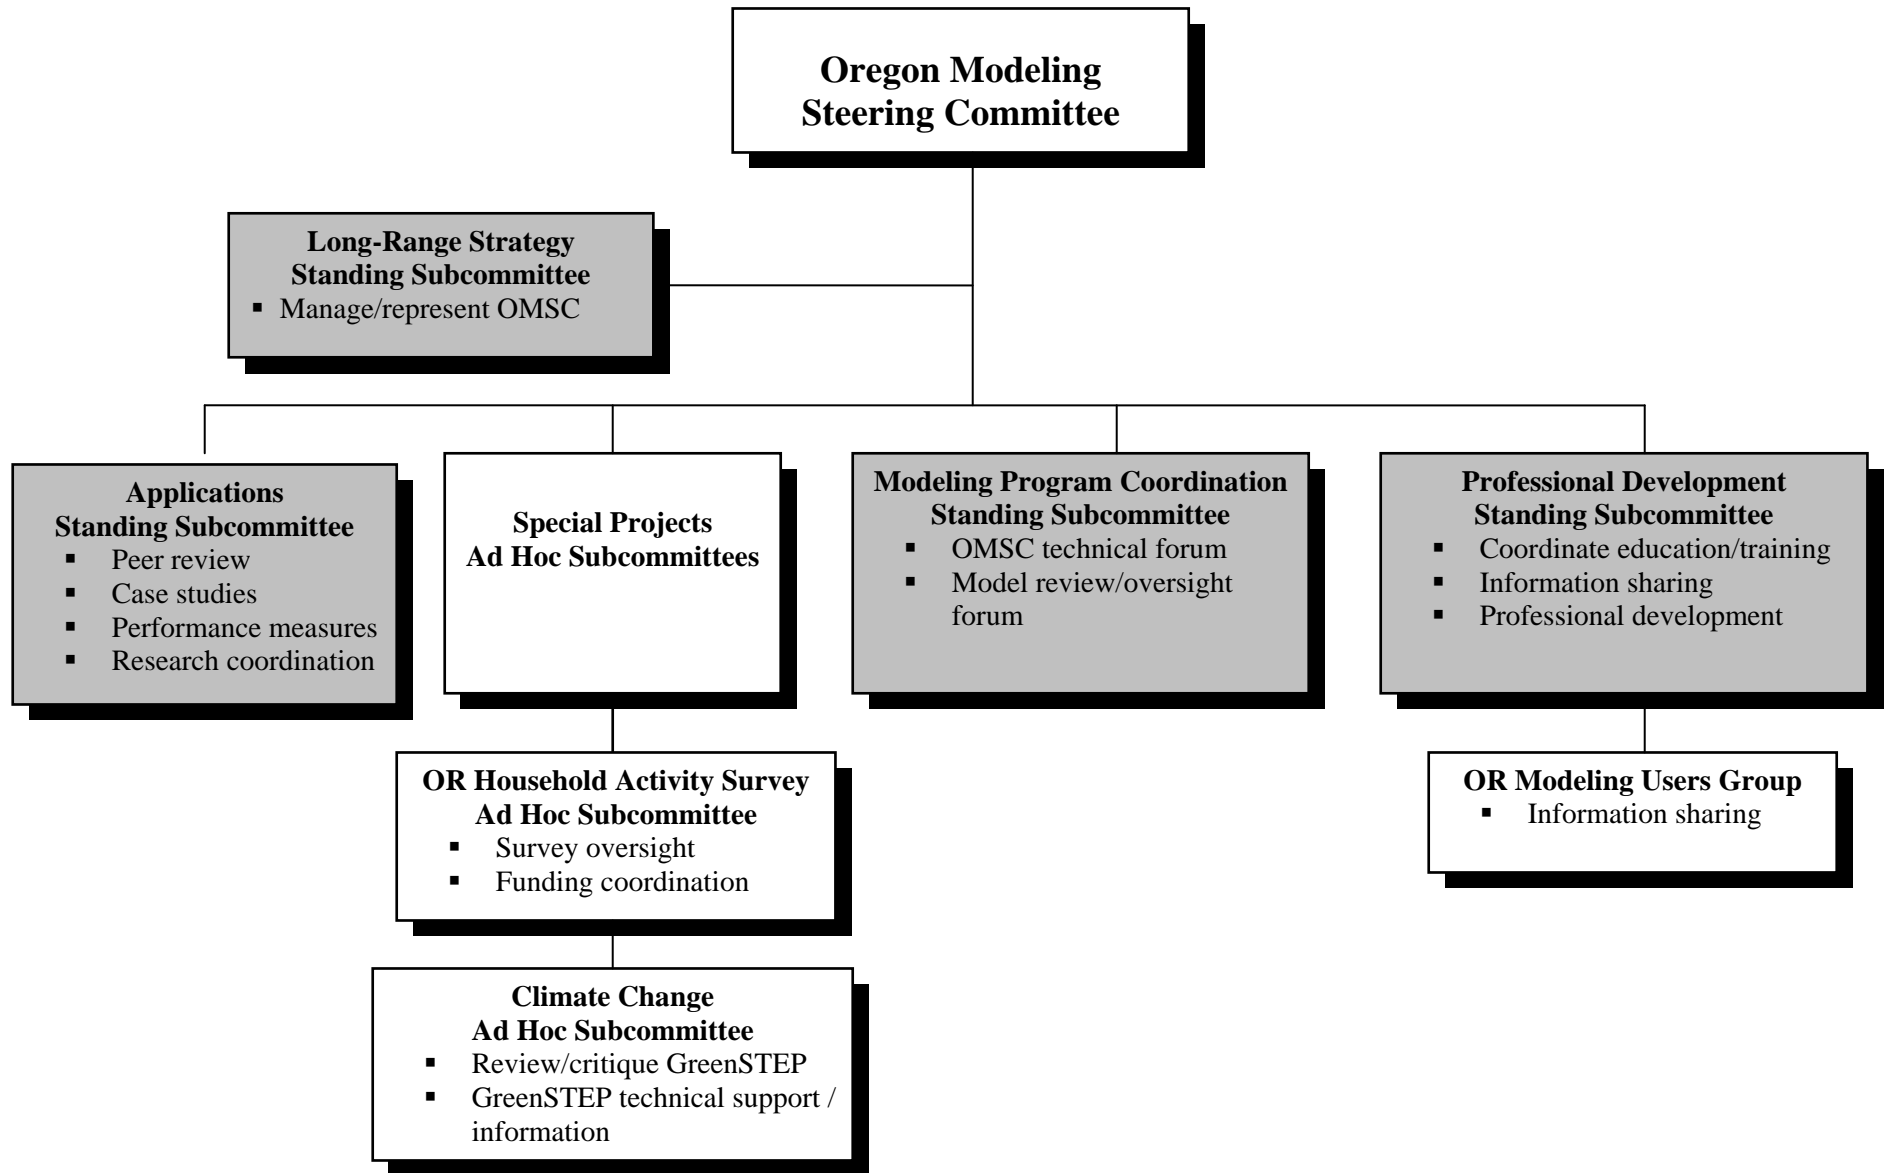 Oregon Modeling
Steering Committee
Long-Range Strategy
Standing Subcommittee
▪ Manage/represent OMSC
Applications
Standing Subcommittee
▪ Peer review
▪ Case studies
▪ Performance measures
▪ Research coordination
Special Projects
Ad Hoc Subcommittees
Modeling Program Coordination
Standing Subcommittee
▪ OMSC technical forum
▪ Model review/oversight
forum
Professional Development
Standing Subcommittee
▪ Coordinate education/training
▪ Information sharing
▪ Professional development
OR Household Activity Survey
Ad Hoc Subcommittee
▪ Survey oversight
▪ Funding coordination
OR Modeling Users Group
▪ Information sharing
Climate Change
Ad Hoc Subcommittee
▪ Review/critique GreenSTEP
▪ GreenSTEP technical support /
information